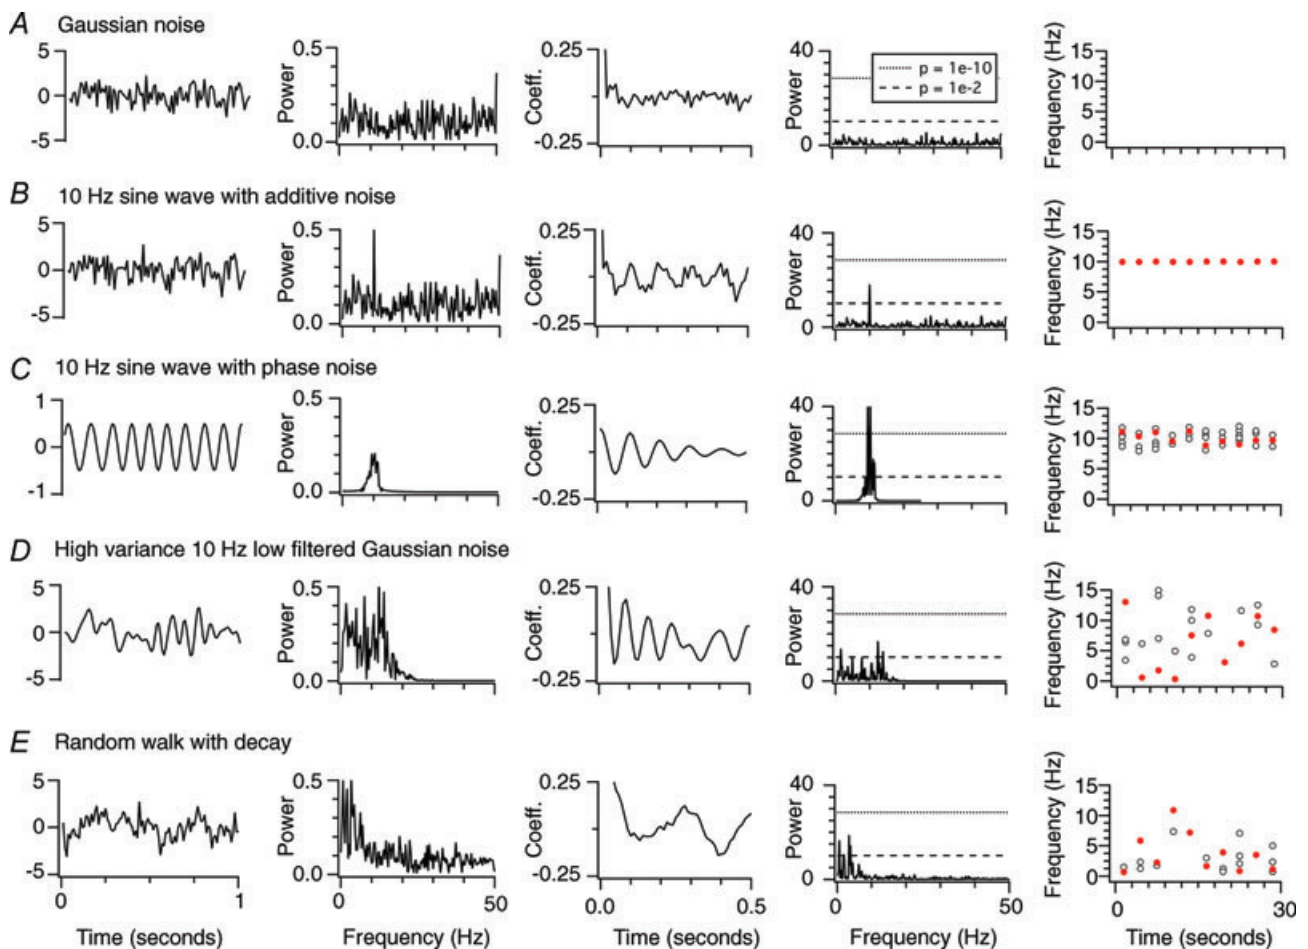 A Gaussian noise
5
0
-5
Power
0.5
0.0
Coeff.
0.25
-0.25
Power
40
20
0
p = 1e-10
p = 1e-2
Frequency (Hz)
15
10
5
0
B 10 Hz sine wave with additive noise
5
0
-5
Power
0.5
0.0
Coeff.
0.25
-0.25
Power
40
20
0
Frequency (Hz)
15
10
5
0
C 10 Hz sine wave with phase noise
1
0
-1
Power
0.5
0.0
Coeff.
0.25
-0.25
Power
40
20
0
Frequency (Hz)
15
10
5
0
D High variance 10 Hz low filtered Gaussian noise
5
0
-5
Power
0.5
0.0
Coeff.
0.25
-0.25
Power
40
20
0
Frequency (Hz)
15
10
5
0
E Random walk with decay
5
0
-5
0 1
Time (seconds)
Power
0.5
0.0
0 50
Frequency (Hz)
Coeff.
0.25
-0.25
0.0 0.5
Time (seconds)
Power
40
20
0
0 50
Frequency (Hz)
Frequency (Hz)
15
10
5
0
0 30
Time (seconds)